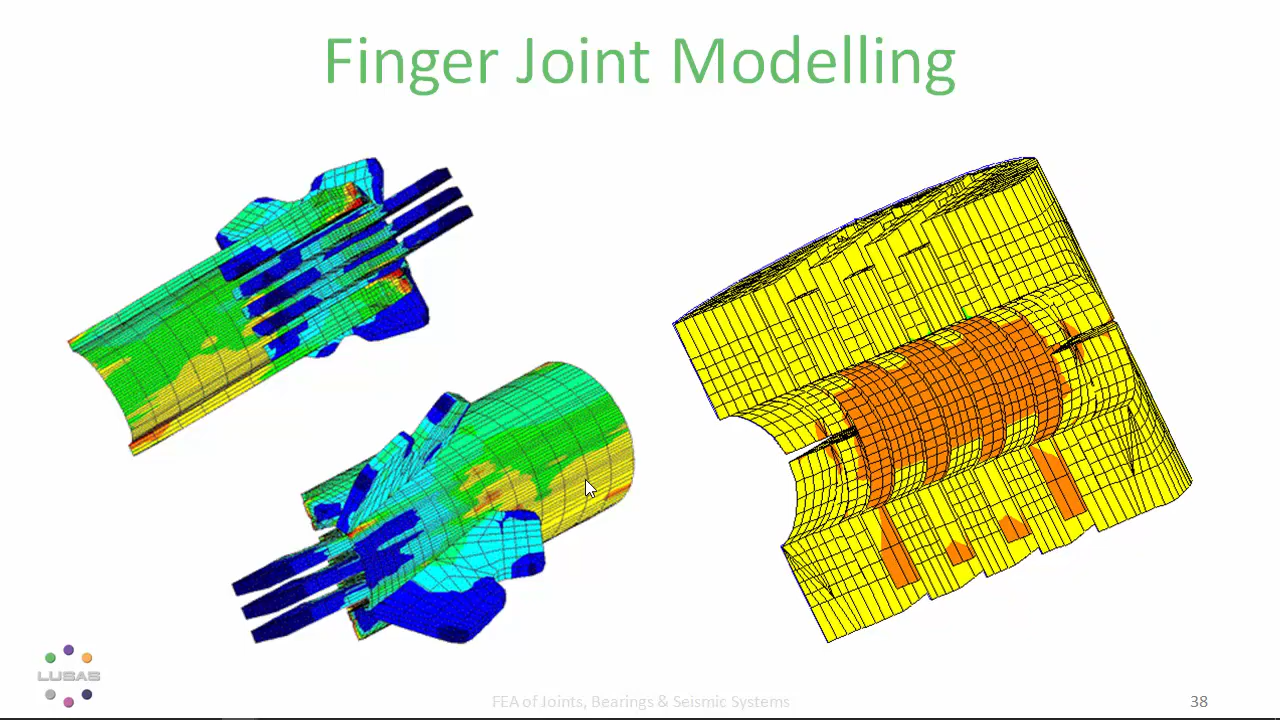 Finger Joint Modelling
LUSAS
FEA of Joints, Bearings & Seismic Systems
38